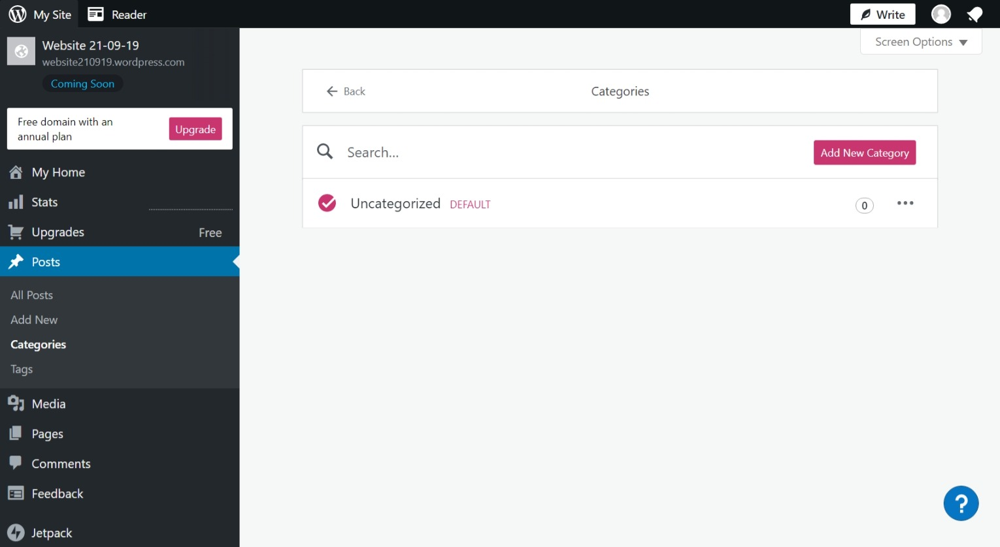 My Site
Reader
Write
Website 21-09-19
website210919.wordpress.com
Coming Soon
Free domain with an
annual plan
Upgrade
My Home
Stats
Upgrades
Free
Posts
All Posts
Add New
Categories
Tags
Media
Pages
Comments
Feedback
Jetpack
Screen Options
Back
Categories
Search...
Add New Category
Uncategorized DEFAULT
0
?